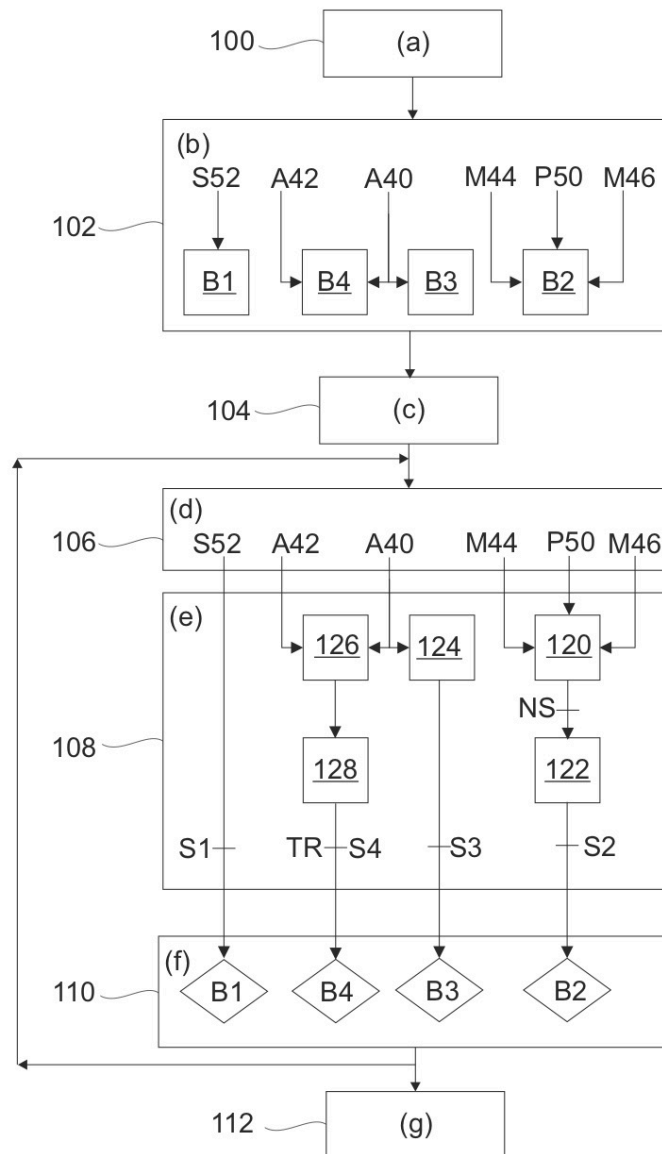 100 (a)
(b)
S52 A42 A40 M44 P50 M46
102
B1 B4 B3 B2
104 (c)
(d)
106 S52 A42 A40 M44 P50 M46
(e)
126 124 120
NS
108 128 122
S1 TR S4 S3 S2
(f)
110 B1 B4 B3 B2
112 (g)